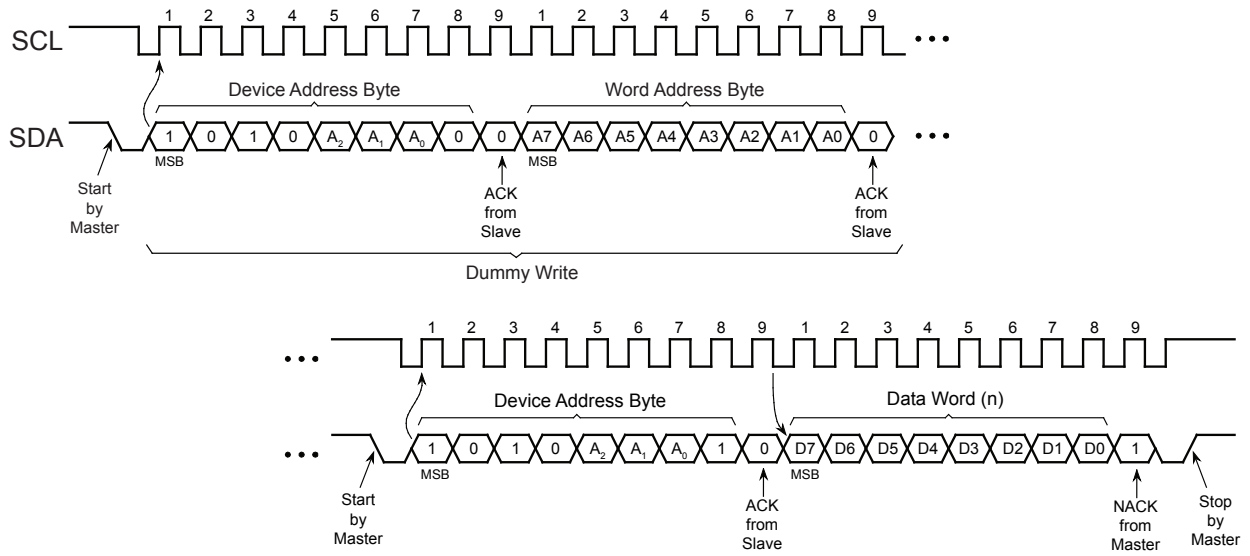 1 2 3 4 5 6 7 8 9 1 2 3 4 5 6 7 8 9
SCL
Device Address Byte Word Address Byte
SDA 1 0 1 0 A2 A1 A0 0 0 A7 A6 A5 A4 A3 A2 A1 A0 0
MSB MSB
Start by Master
ACK from Slave
ACK from Slave
Dummy Write
1 2 3 4 5 6 7 8 9 1 2 3 4 5 6 7 8 9
Device Address Byte Data Word (n)
1 0 1 0 A2 A1 A0 1 0 D7 D6 D5 D4 D3 D2 D1 D0 1
MSB MSB
Start by Master
ACK from Slave
NACK from Master
Stop by Master